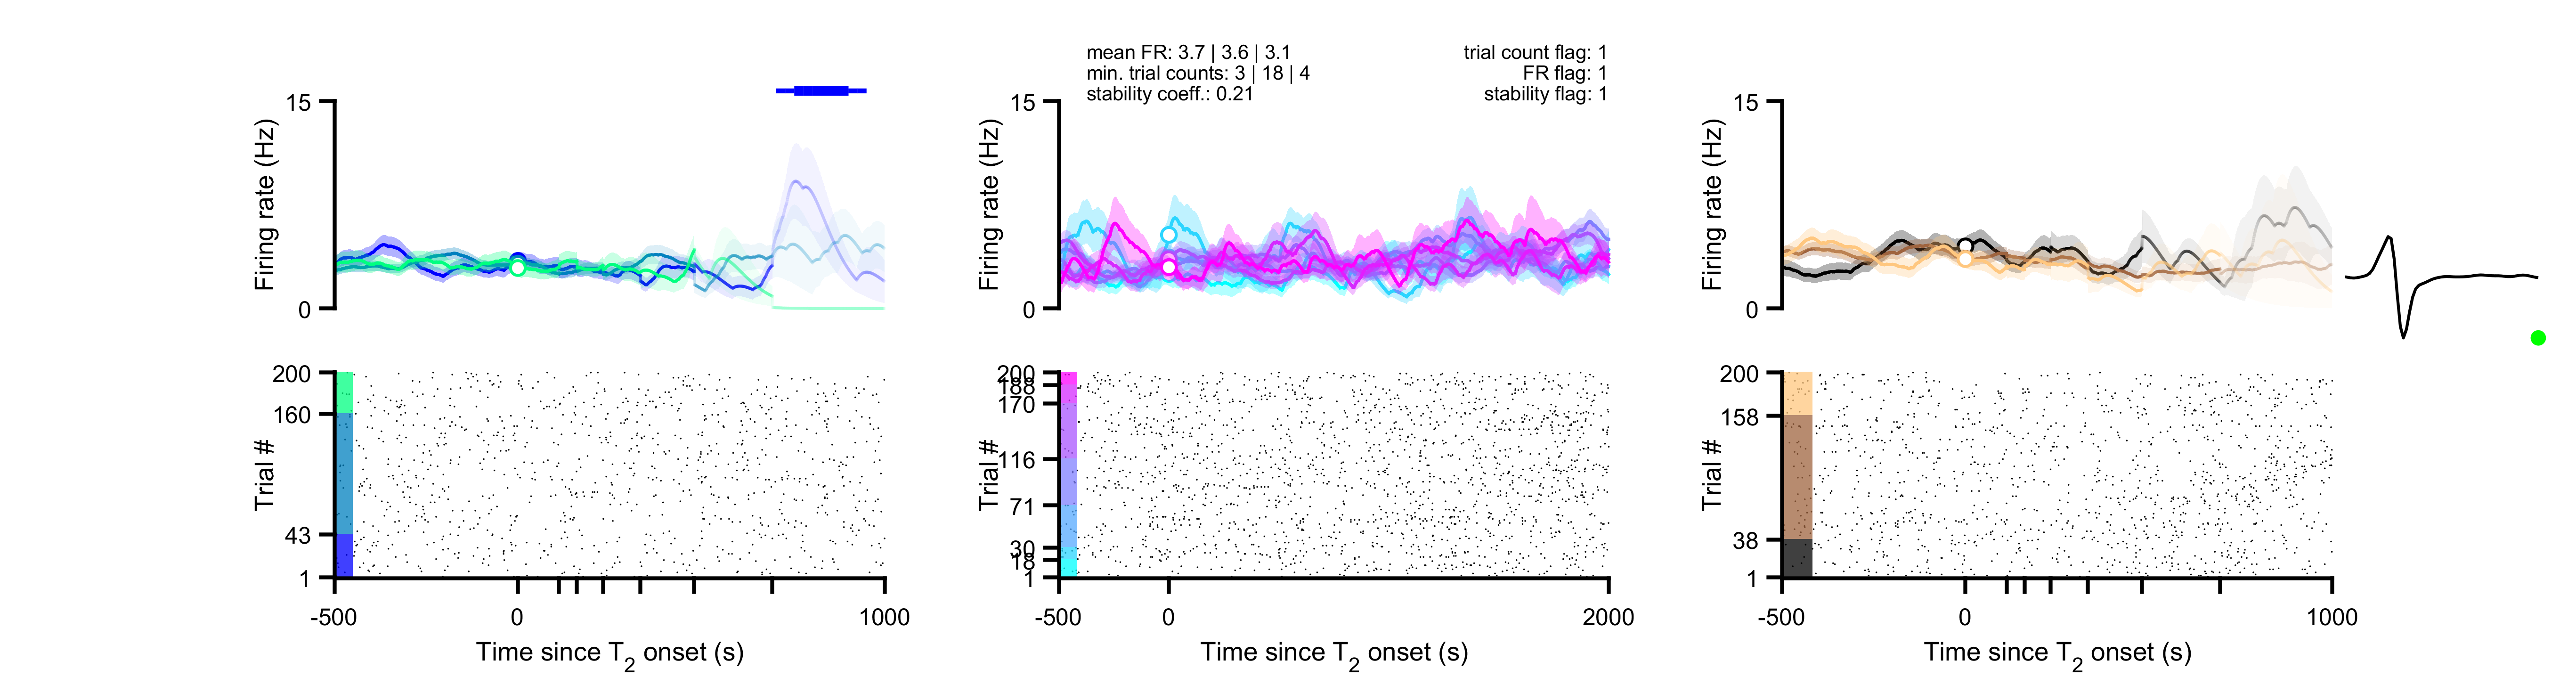 mean FR: 3.7 | 3.6 | 3.1
min. trial counts: 3 | 18 | 4
stability coeff.: 0.21
trial count flag: 1
FR flag: 1
stability flag: 1
15
0
Firing rate (Hz)
200
160
43
1
Trial #
-500
0
1000
Time since T2 onset (s)
15
0
Firing rate (Hz)
200
188
170
116
71
30
18
1
Trial #
-500
0
2000
Time since T2 onset (s)
15
0
Firing rate (Hz)
200
158
38
1
Trial #
-500
0
1000
Time since T2 onset (s)